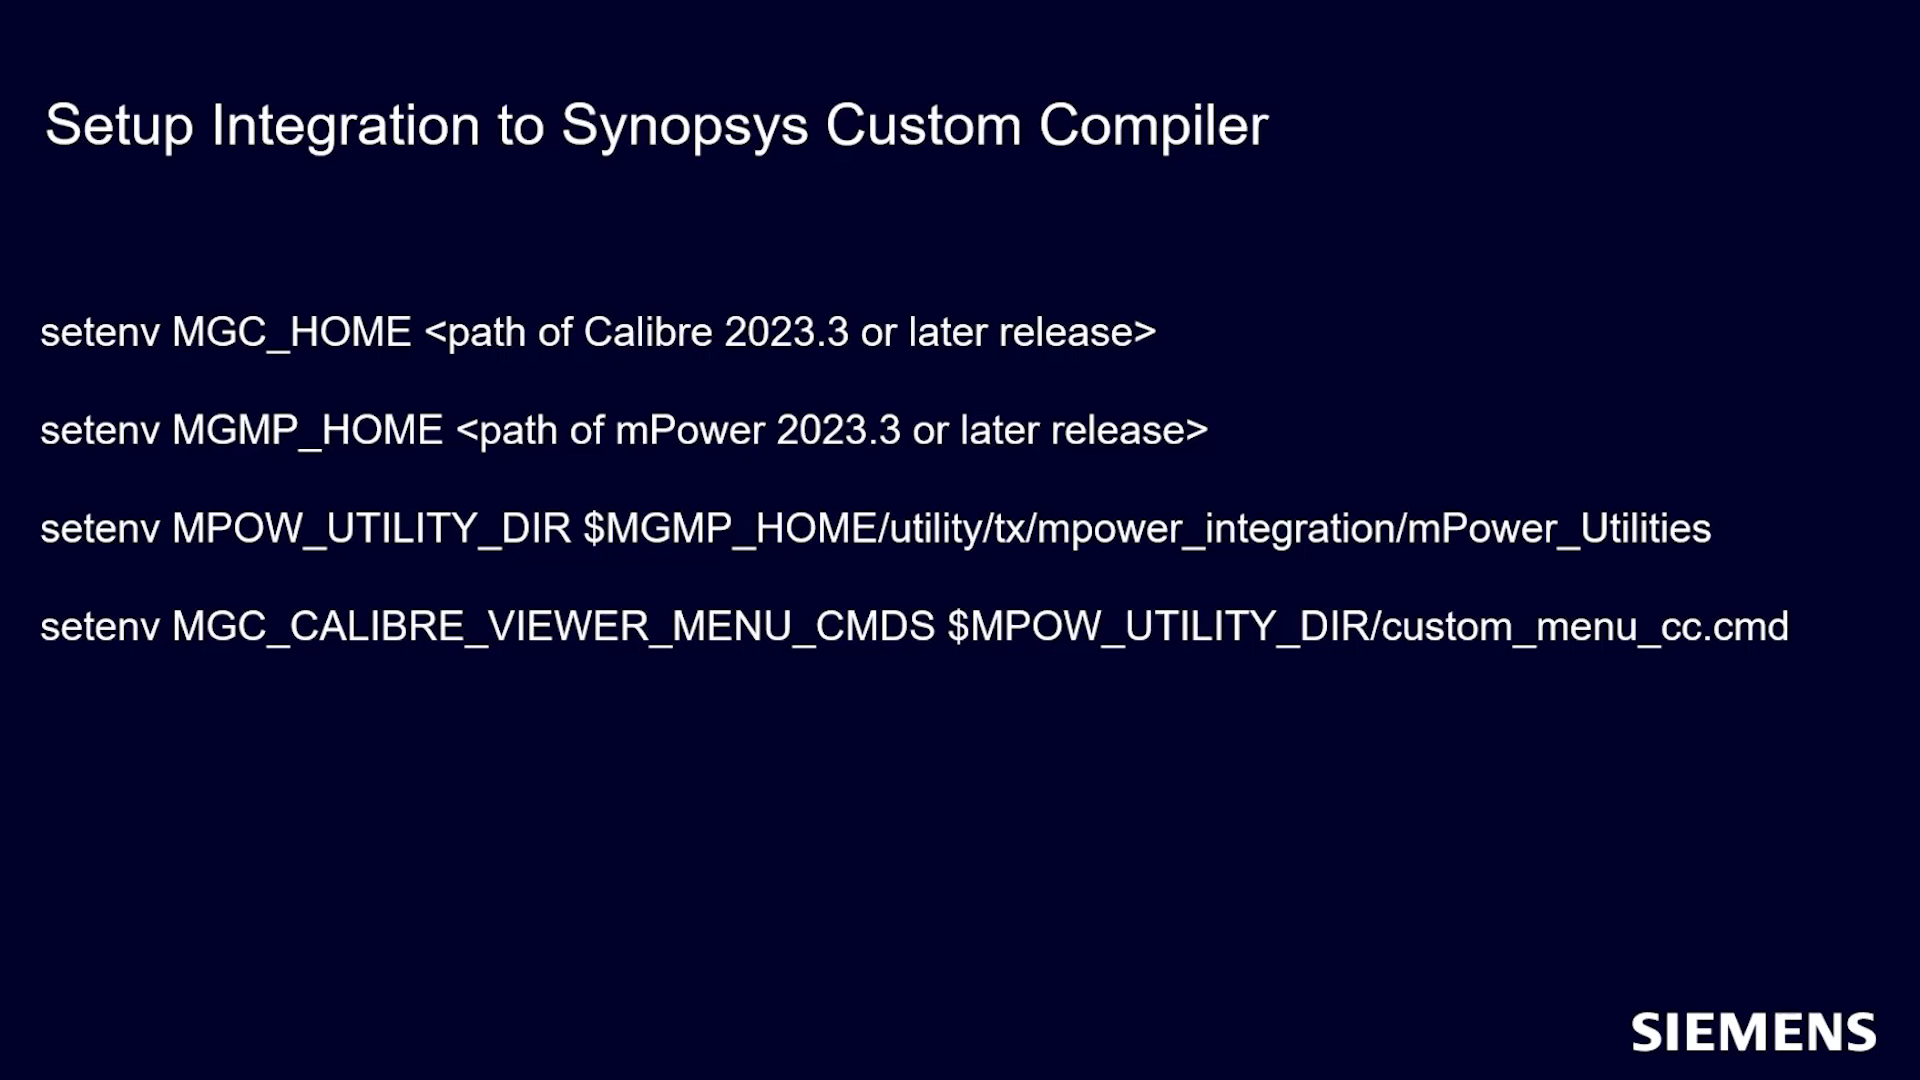 Setup Integration to Synopsys Custom Compiler
setenv MGC_HOME <path of Calibre 2023.3 or later release>
setenv MGMP_HOME <path of mPower 2023.3 or later release>
setenv MPOW_UTILITY_DIR $MGMP_HOME/utility/tx/mpower_integration/mPower_Utilities
setenv MGC_CALIBRE_VIEWER_MENU_CMDS $MPOW_UTILITY_DIR/custom_menu_cc.cmd
SIEMENS